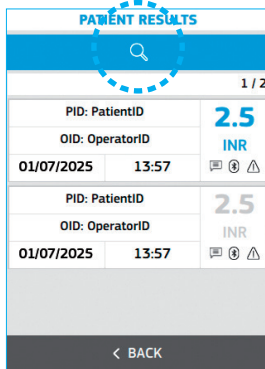 PATIENT RESULTS
1 / 2
PID: PatientID
OID: OperatorID
01/07/2025 13:57
2.5
INR
PID: PatientID
OID: OperatorID
01/07/2025 13:57
2.5
INR
< BACK